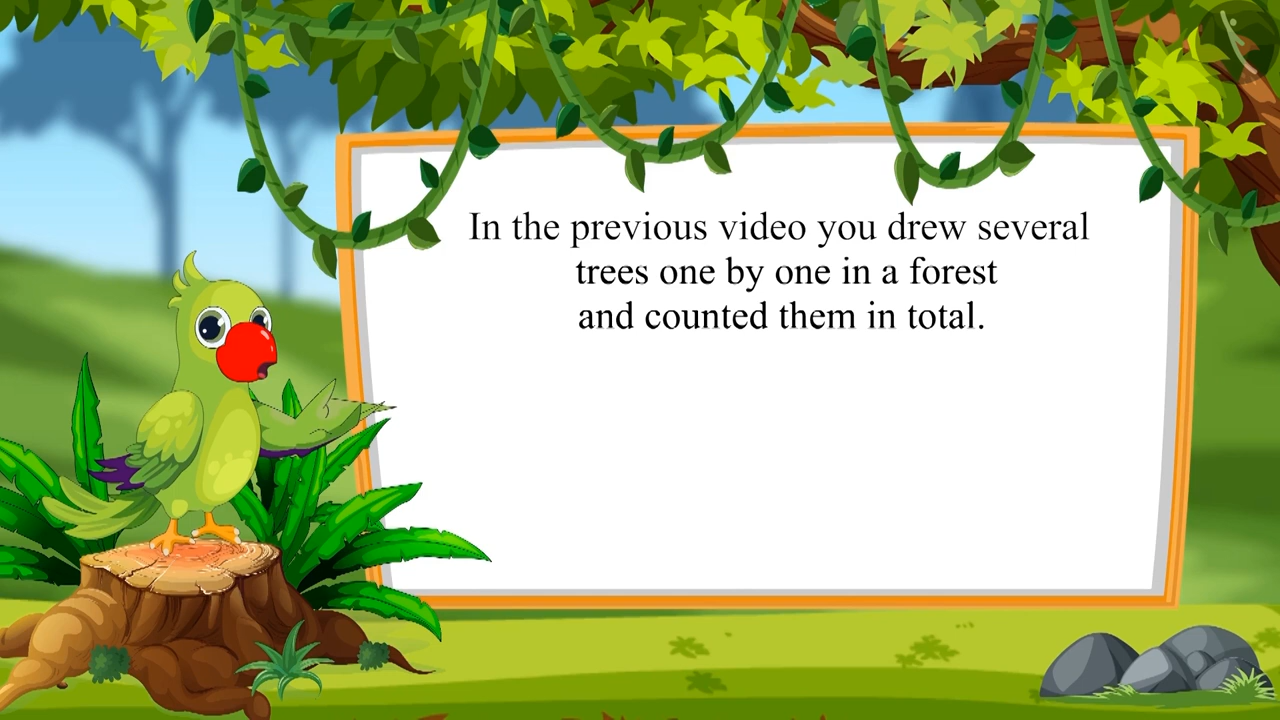 In the previous video you drew several
trees one by one in a forest
and counted them in total.